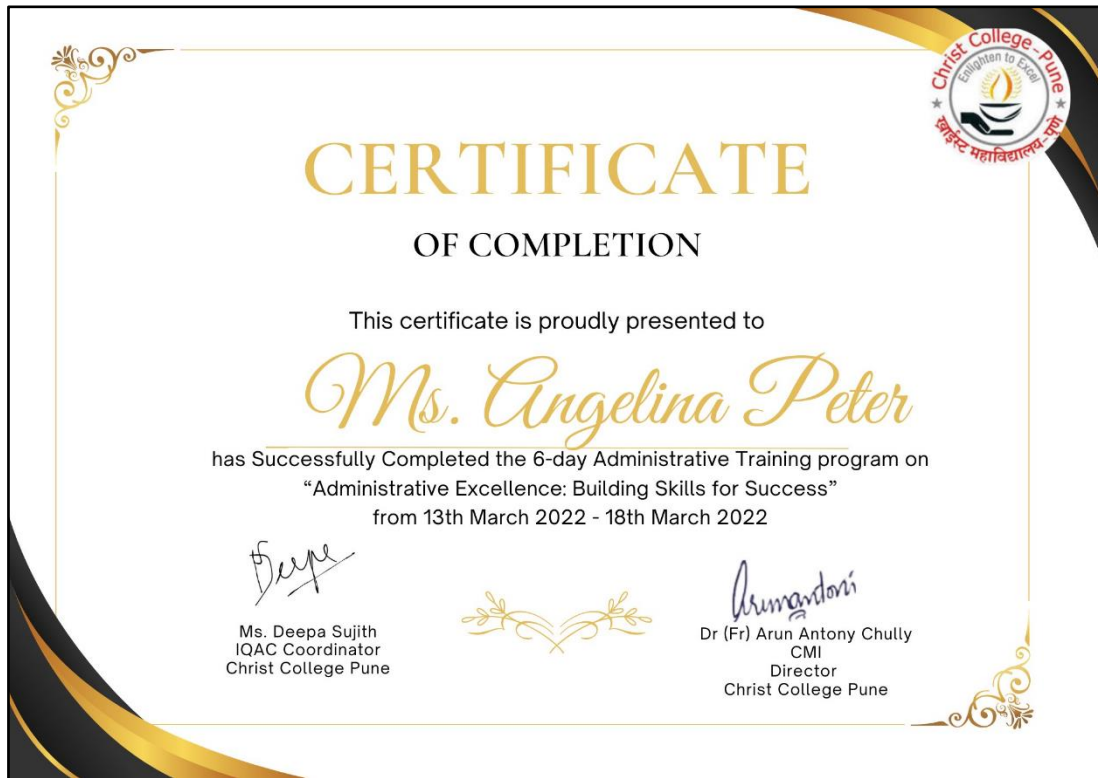 Christ College - Pune
Enlighten to Excel
ख्राईस्ट महाविद्यालय-पुणे
CERTIFICATE
OF COMPLETION
This certificate is proudly presented to
Ms. Angelina Peter
has Successfully Completed the 6-day Administrative Training program on
“Administrative Excellence: Building Skills for Success”
from 13th March 2022 - 18th March 2022
Deepe
Ms. Deepa Sujith
IQAC Coordinator
Christ College Pune
Arunantoni
Dr (Fr) Arun Antony Chully
CMI
Director
Christ College Pune